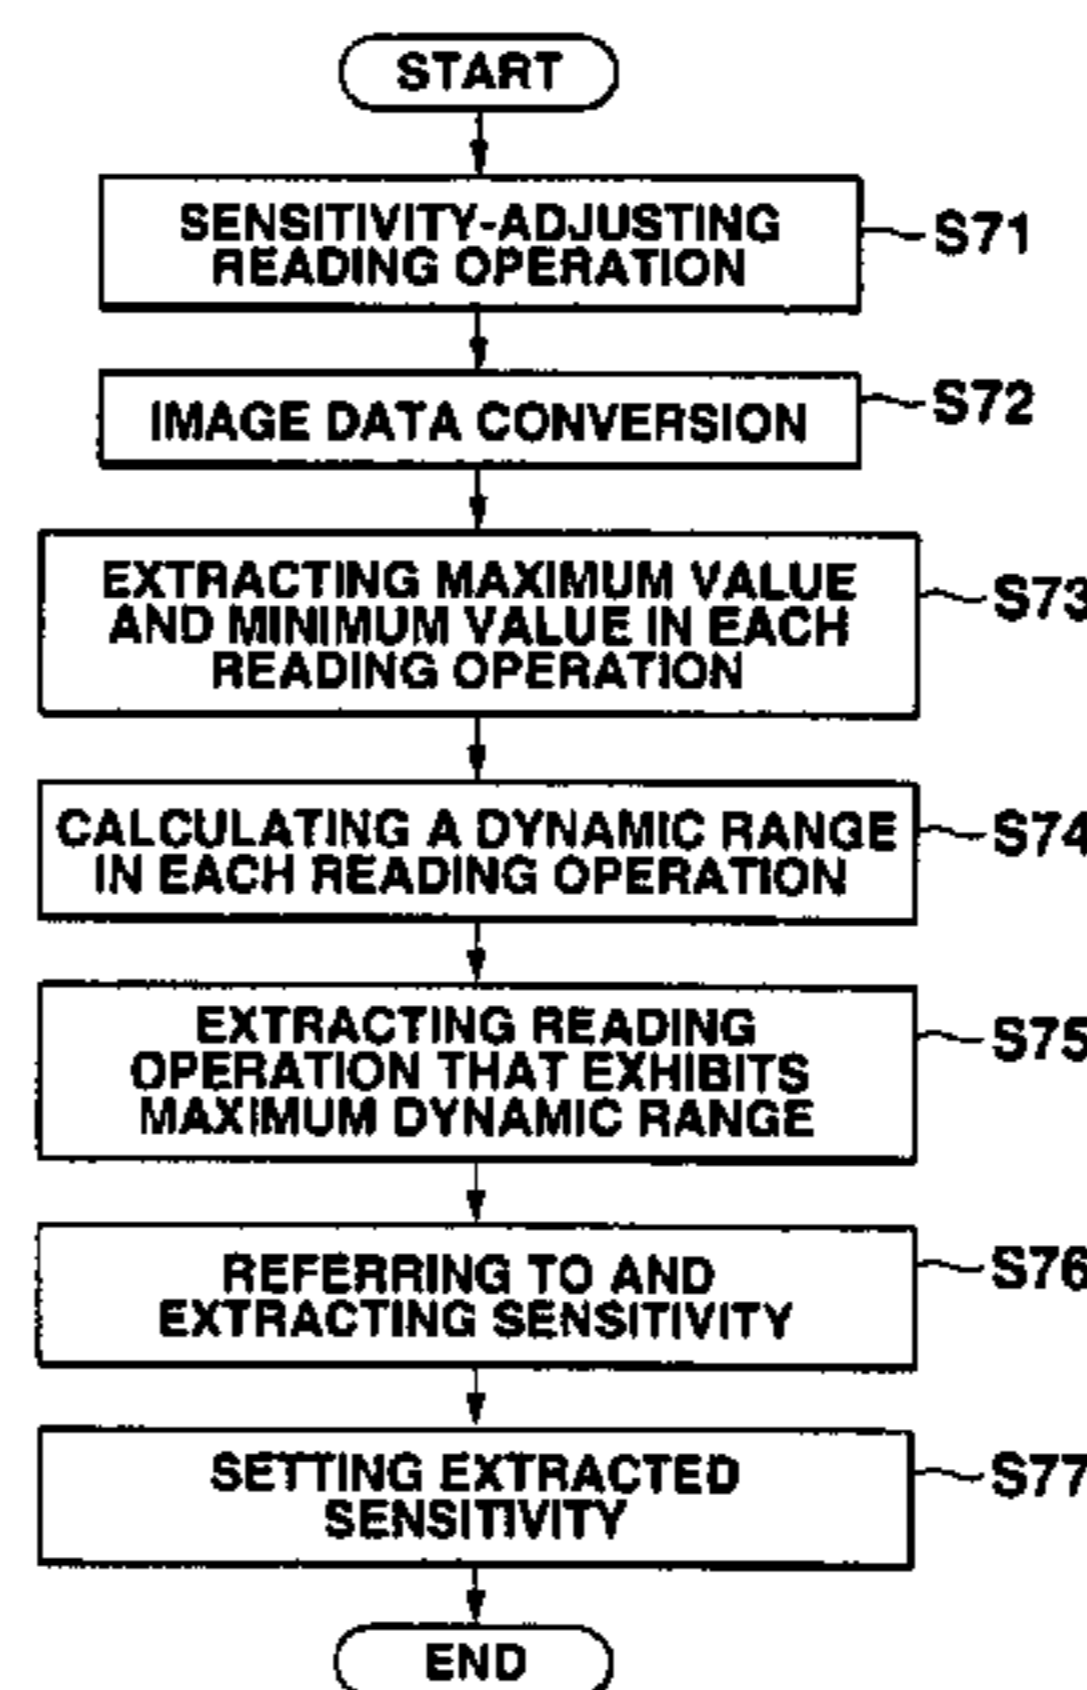 START
SENSITIVITY-ADJUSTING
READING OPERATION
S71
IMAGE DATA CONVERSION
S72
EXTRACTING MAXIMUM VALUE
AND MINIMUM VALUE IN EACH
READING OPERATION
S73
CALCULATING A DYNAMIC RANGE
IN EACH READING OPERATION
S74
EXTRACTING READING
OPERATION THAT EXHIBITS
MAXIMUM DYNAMIC RANGE
S75
REFERRING TO AND
EXTRACTING SENSITIVITY
S76
SETTING EXTRACTED
SENSITIVITY
S77
END